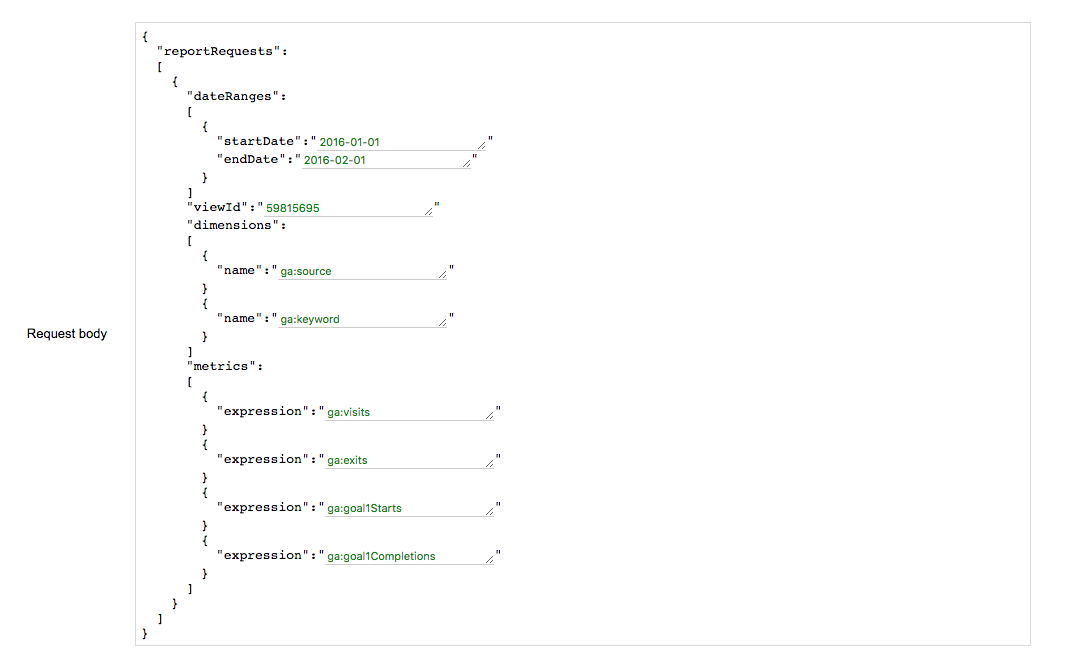 {
"reportRequests":
[
{
"dateRanges":
[
{
"startDate":"2016-01-01"
"endDate":"2016-02-01"
}
]
"viewId":"59815695"
"dimensions":
[
{
"name":"ga:source"
}
{
"name":"ga:keyword"
}
]
Request body
"metrics":
[
{
"expression":"ga:visits"
}
{
"expression":"ga:exits"
}
{
"expression":"ga:goal1Starts"
}
{
"expression":"ga:goal1Completions"
}
]
}
]
}